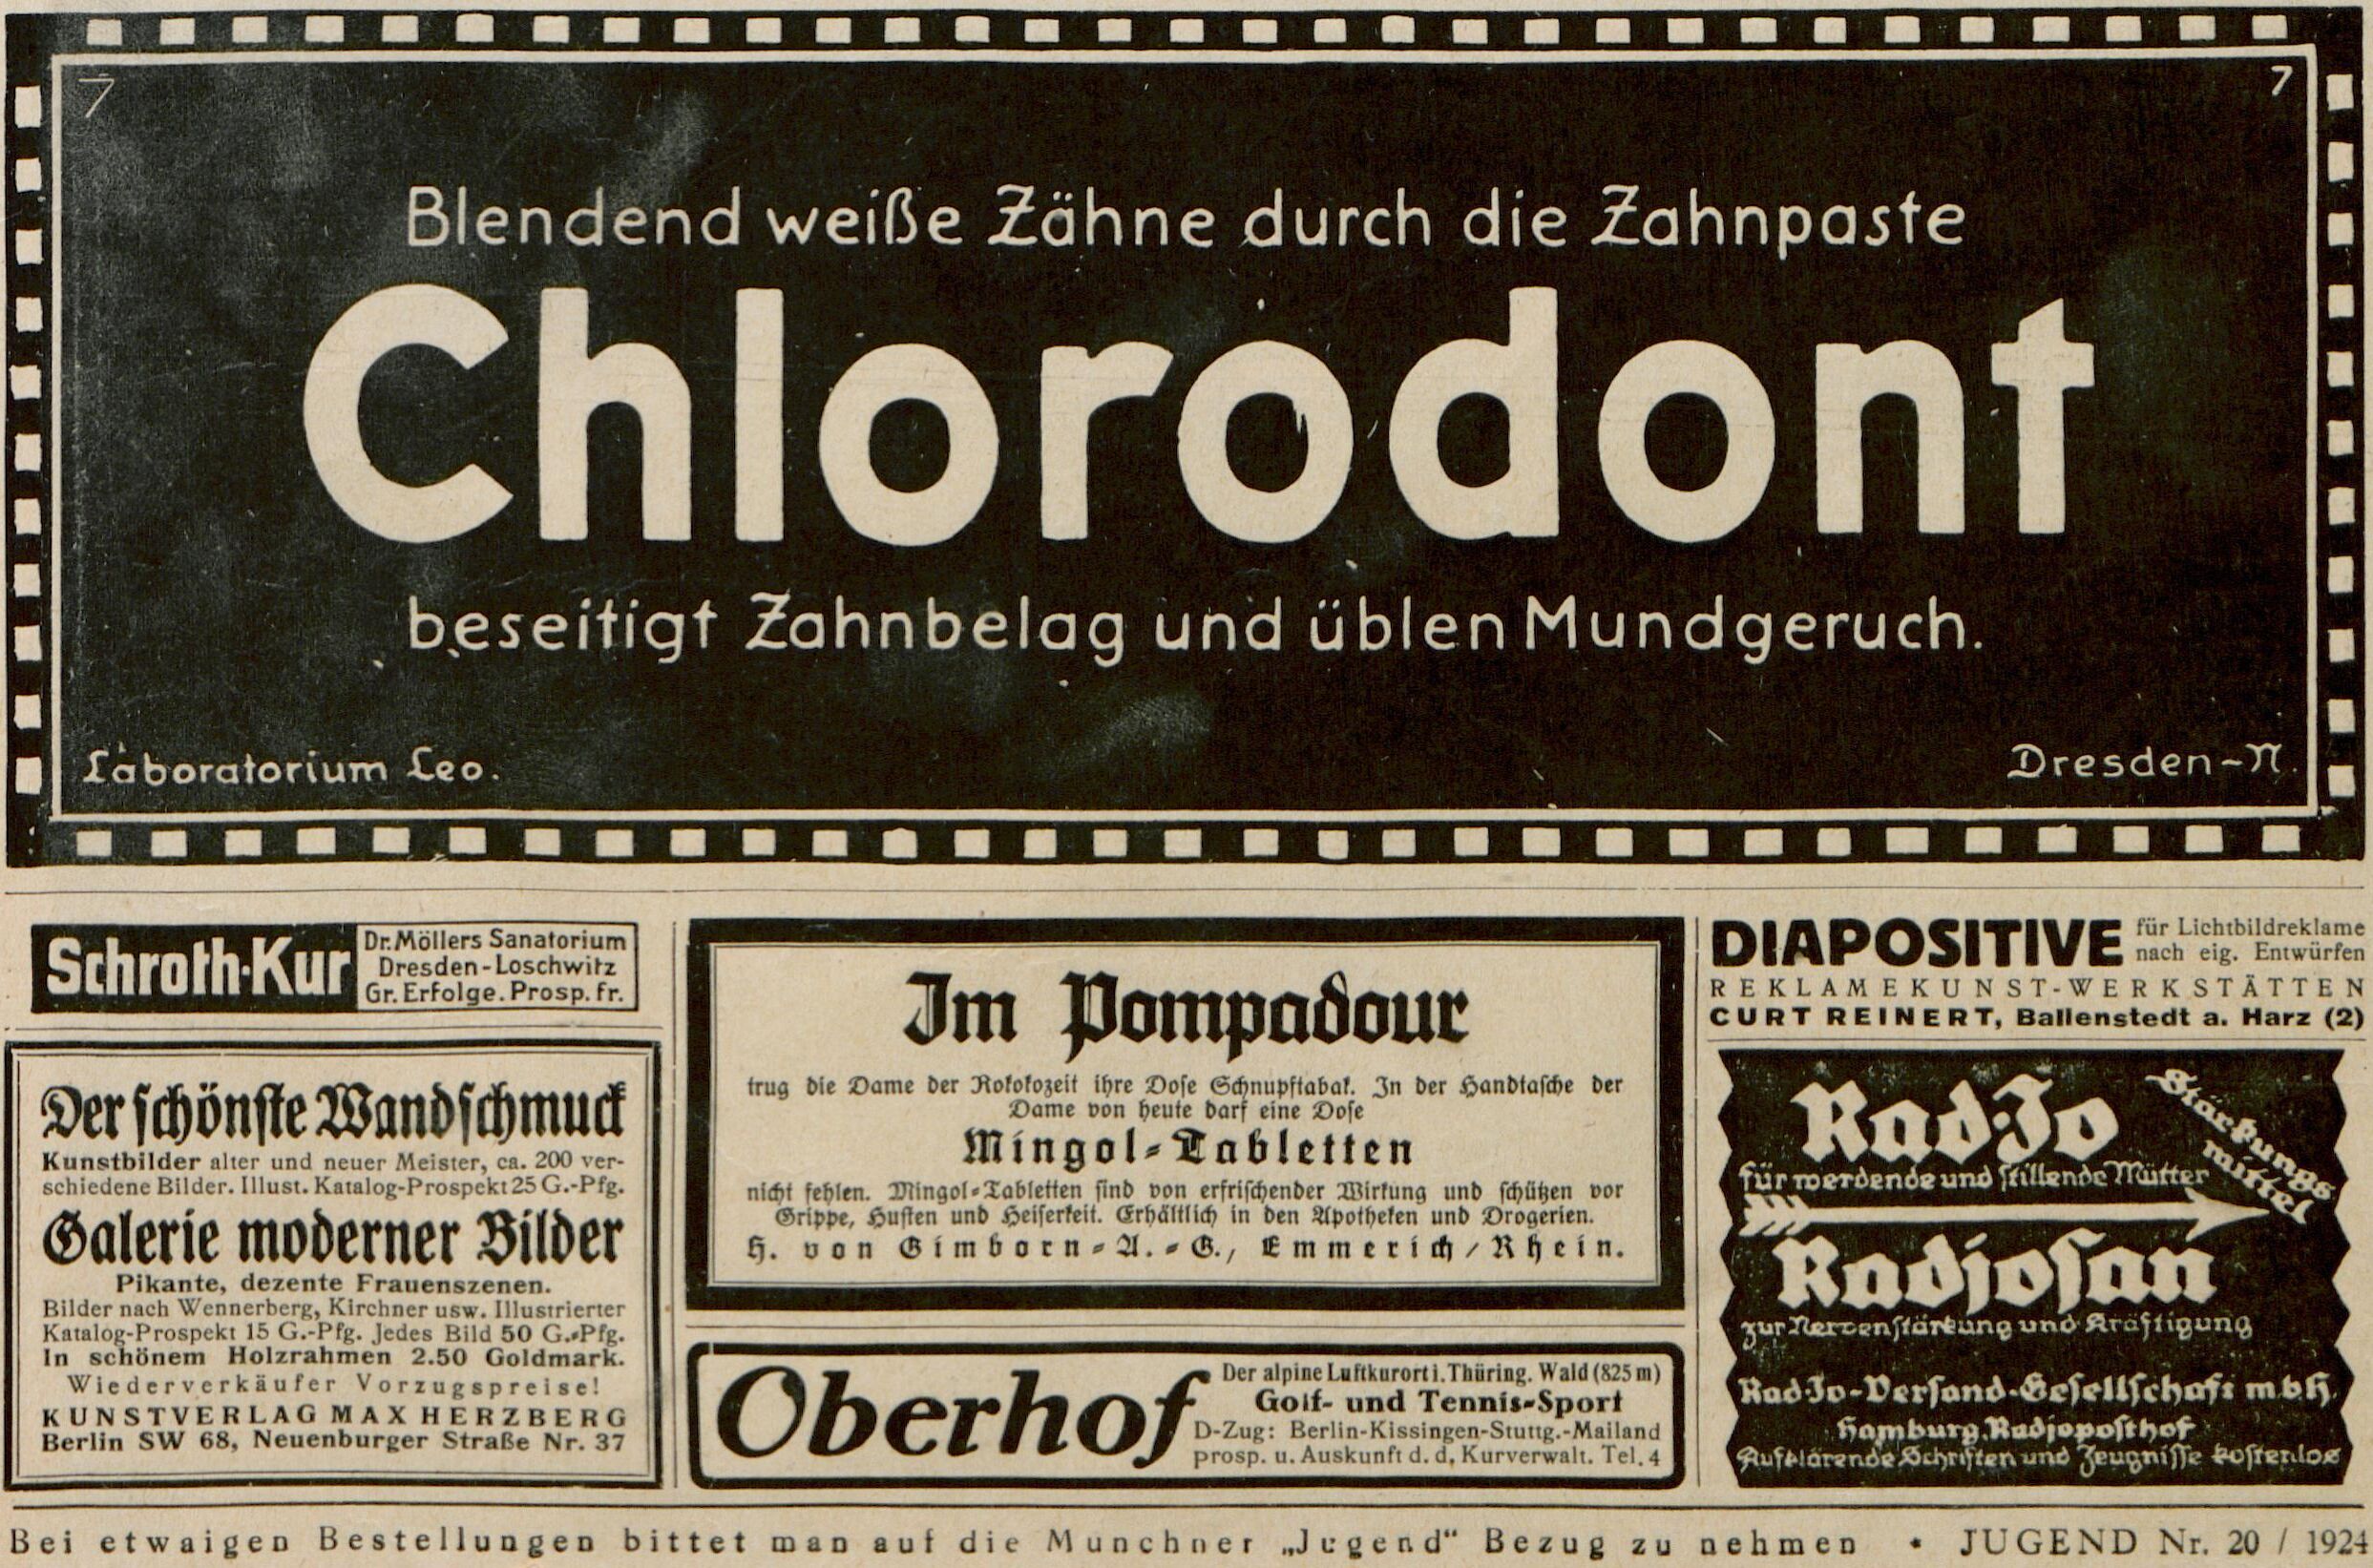 7
7
Blendend weiße Zähne durch die Zahnpaste
Chlorodont
beseitigt Zahnbelag und üblen Mundgeruch.
Laboratorium Leo.
Dresden-N.
Schroth-Kur
Dr. Möllers Sanatorium
Dresden-Loschwitz
Gr. Erfolge. Prosp. fr.
Der schönste Wandschmuck
Kunstbilder alter und neuer Meister, ca. 200 ver-
schiedene Bilder. Illust. Katalog-Prospekt 25 G.-Pfg.
Galerie moderner Bilder
Pikante, dezente Frauenszenen.
Bilder nach Wennerberg, Kirchner usw. Illustrierter
Katalog-Prospekt 15 G.-Pfg. Jedes Bild 50 G.-Pfg.
In schönem Holzrahmen 2.50 Goldmark.
Wiederverkäufer Vorzugspreise!
KUNSTVERLAG MAX HERZBERG
Berlin SW 68, Neuenburger Straße Nr. 37
Im Pompadour
trug die Dame der Rokokozeit ihre Dose Schnupftabak. In der Handtasche der
Dame von heute darf eine Dose
Mingol-Tabletten
nicht fehlen. Mingol-Tabletten sind von erfrischender Wirkung und schützen vor
Grippe, Husten und Heiserkeit. Erhältlich in den Apotheken und Drogerien.
H. von Gimborn-A.-G., Emmerich / Rhein.
Oberhof
Der alpine Luftkurort i. Thüring. Wald (825 m)
Golf- und Tennis-Sport
D-Zug: Berlin-Kissingen-Stuttg.-Mailand
prosp. u. Auskunft d. d. Kurverwalt. Tel. 4
DIAPOSITIVE
für Lichtbildreklame
nach eig. Entwürfen
REKLAMEKUNST-WERKSTÄTTEN
CURT REINERT, Ballenstedt a. Harz (2)
Rad-Jo
Stärkungs
mittel
für werdende und stillende Mütter
Radjosan
zur Nervenstärkung und Kräftigung
Rad-Jo-Versand-Gesellschaft m.b.H.
Hamburg, Radjoposthof
Aufklärende Schriften und Zeugnisse kostenlos
Bei etwaigen Bestellungen bittet man auf die Munchner „Jugend“ Bezug zu nehmen • JUGEND Nr. 20 / 1924